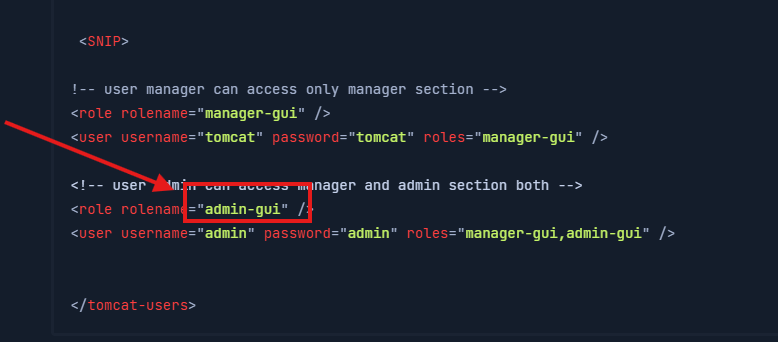 <SNIP>
!-- user manager can access only manager section -->
<role rolename="manager-gui" />
<user username="tomcat" password="tomcat" roles="manager-gui" />
<!-- user admin can access manager and admin section both -->
<role rolename="admin-gui" />
<user username="admin" password="admin" roles="manager-gui,admin-gui" />
</tomcat-users>